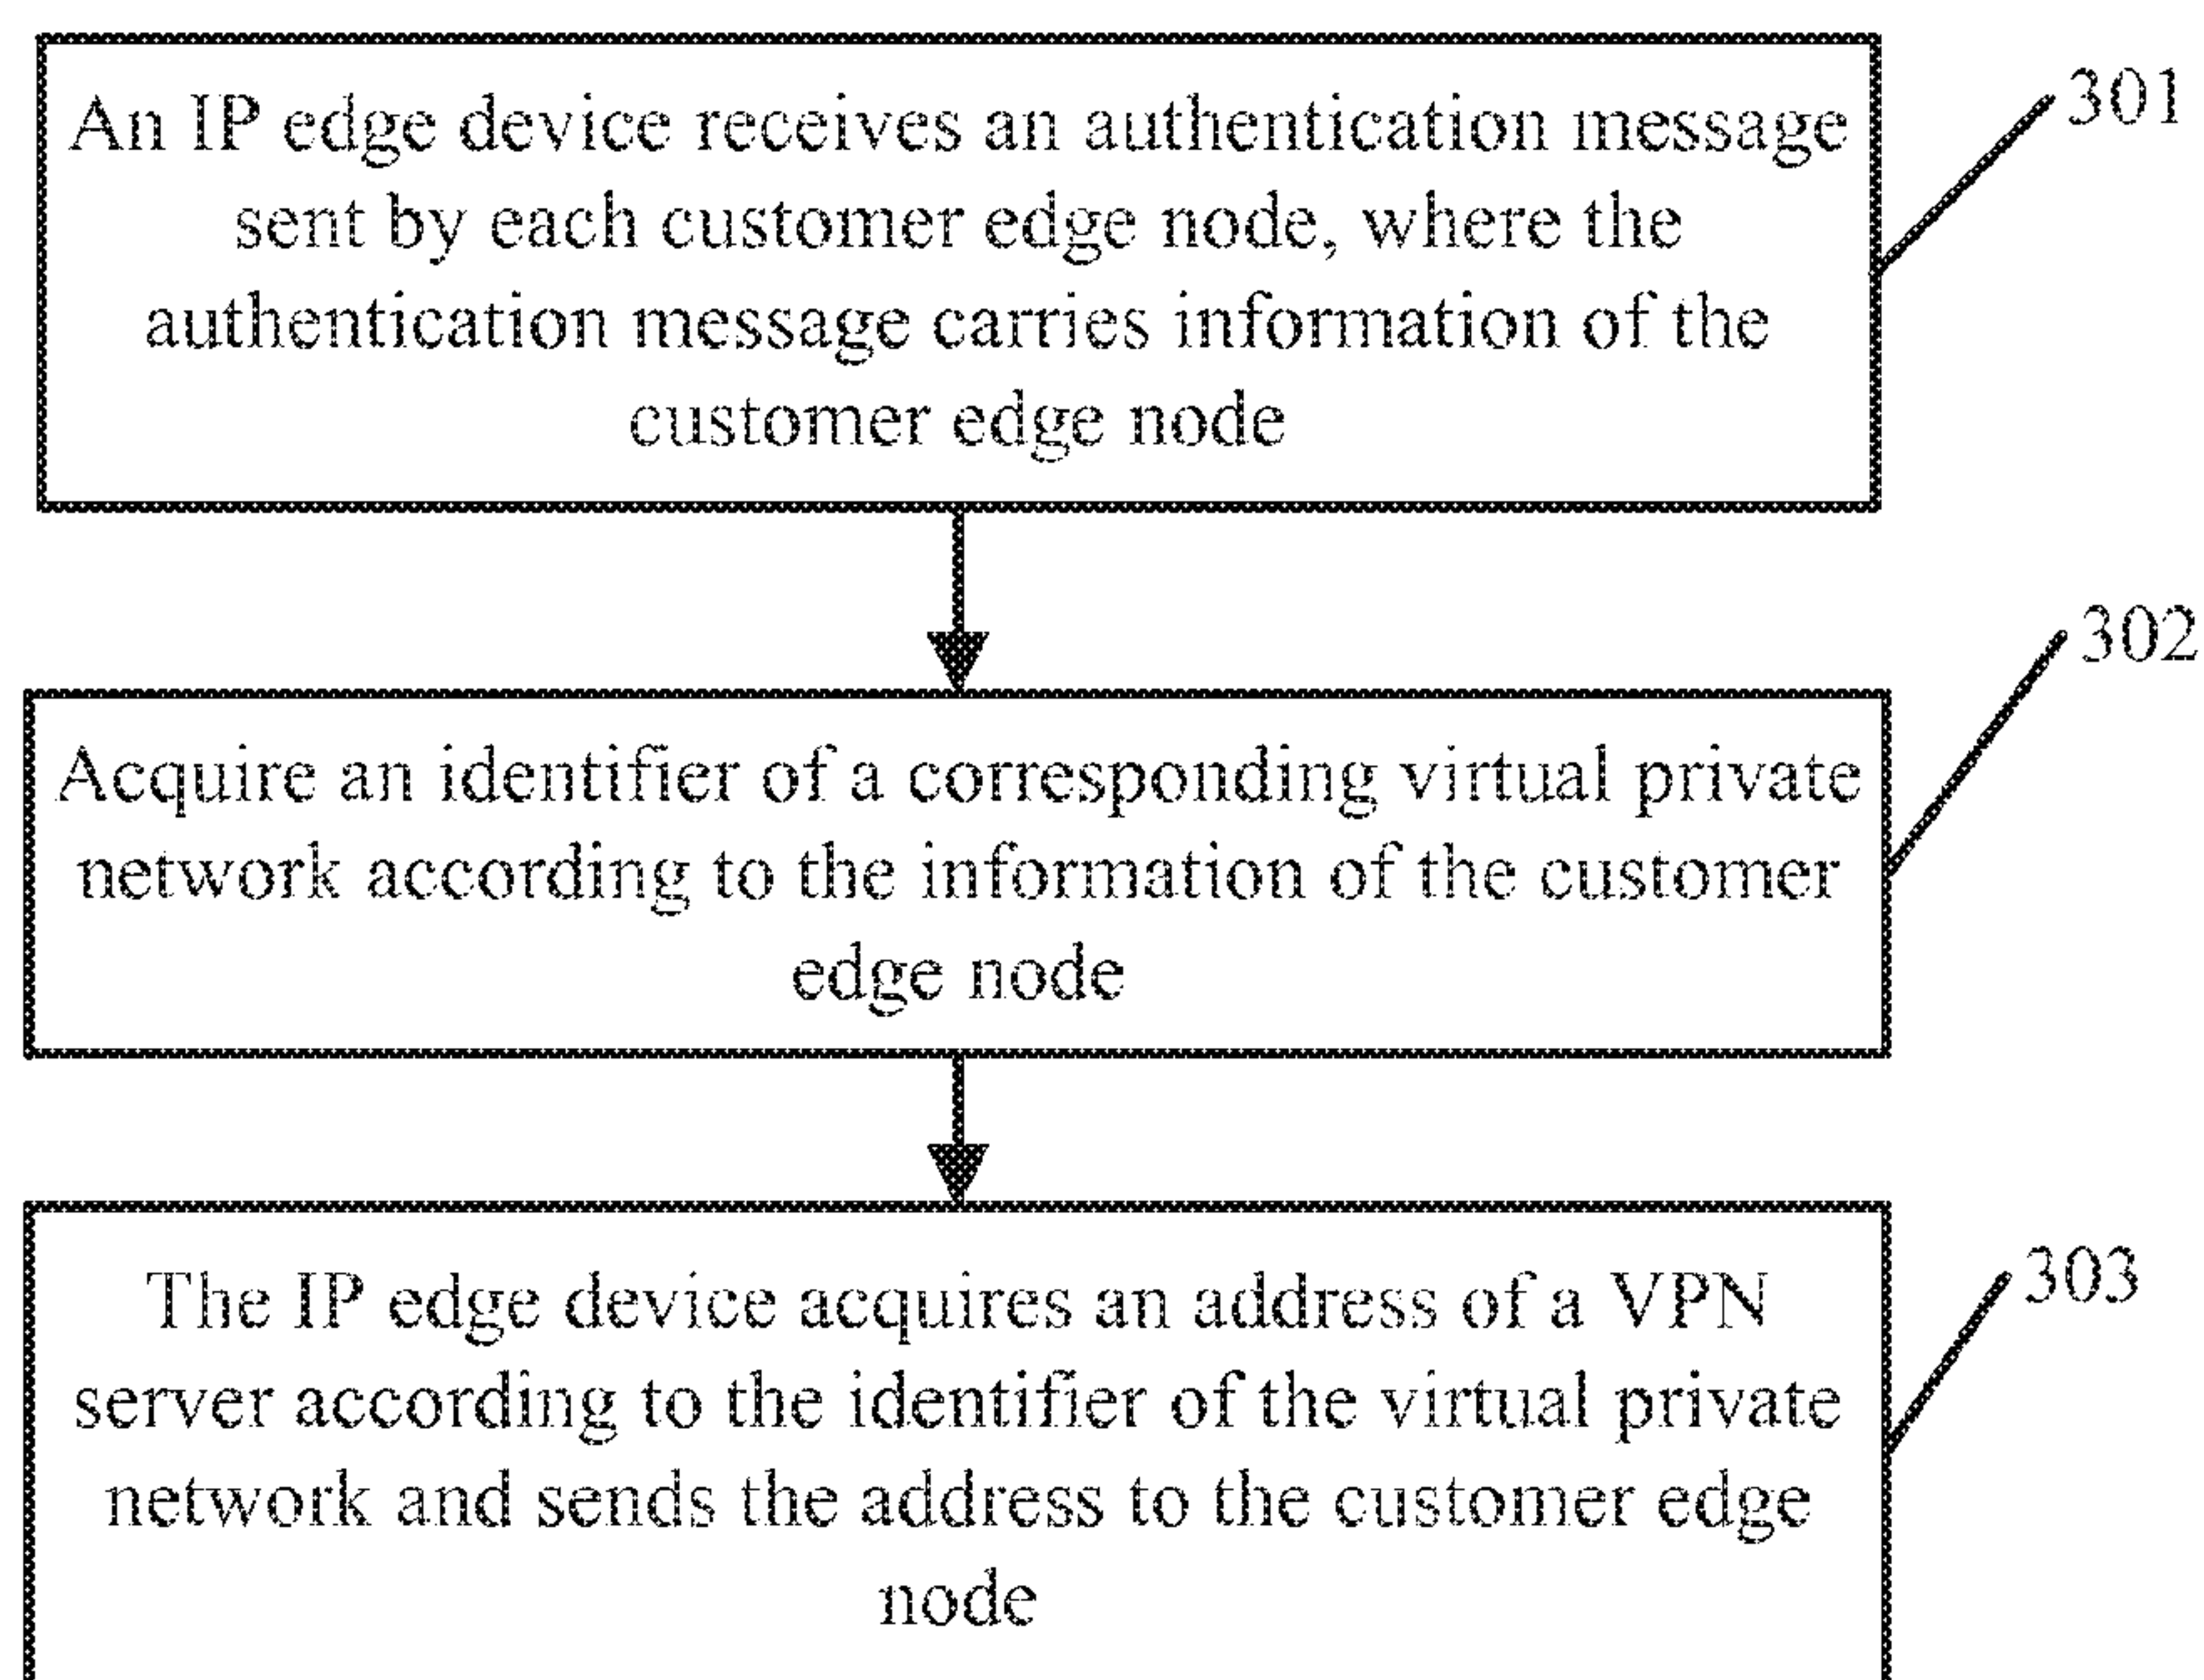 An IP edge device receives an authentication message
sent by each customer edge node, where the
authentication message carries information of the
customer edge node
301
Acquire an identifier of a corresponding virtual private
network according to the information of the customer
edge node
302
The IP edge device acquires an address of a VPN
server according to the identifier of the virtual private
network and sends the address to the customer edge
node
303